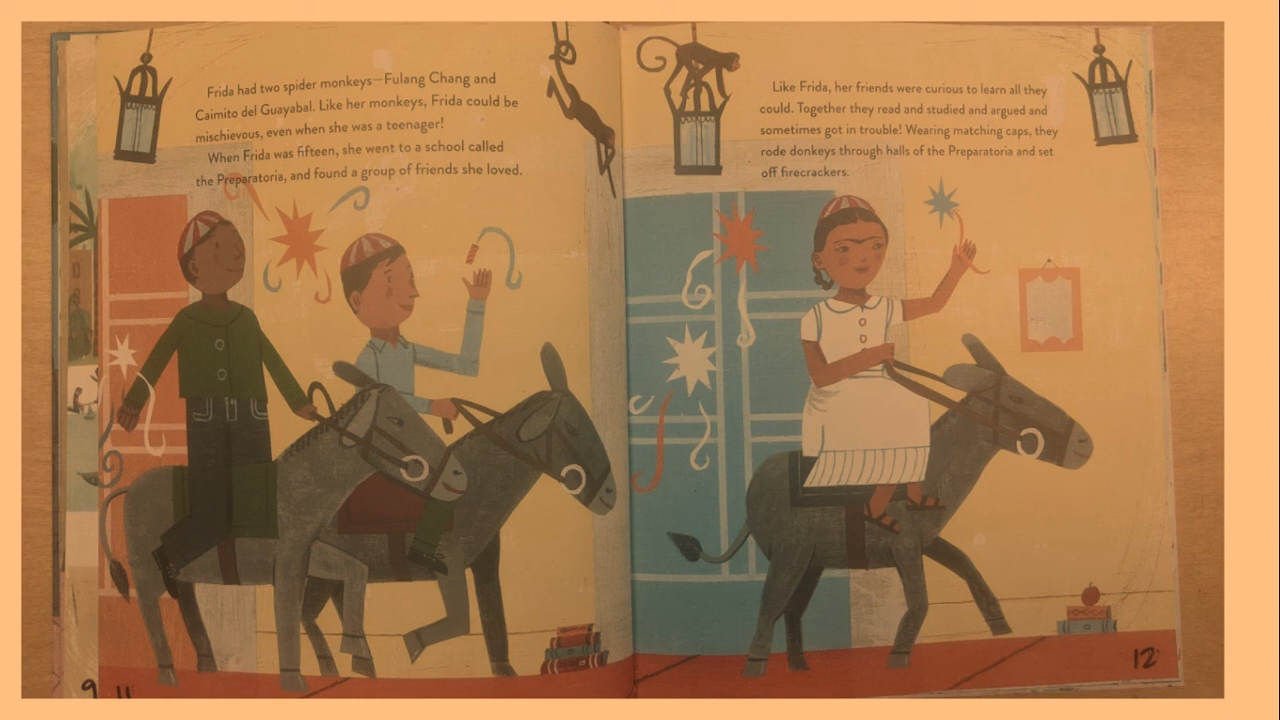 Frida had two spider monkeys—Fulang Chang and
Caimito del Guayabal. Like her monkeys, Frida could be
mischievous, even when she was a teenager!
When Frida was fifteen, she went to a school called
the Preparatoria, and found a group of friends she loved.
Like Frida, her friends were curious to learn all they
could. Together they read and studied and argued and
sometimes got in trouble! Wearing matching caps, they
rode donkeys through halls of the Preparatoria and set
off firecrackers.
9 11
12